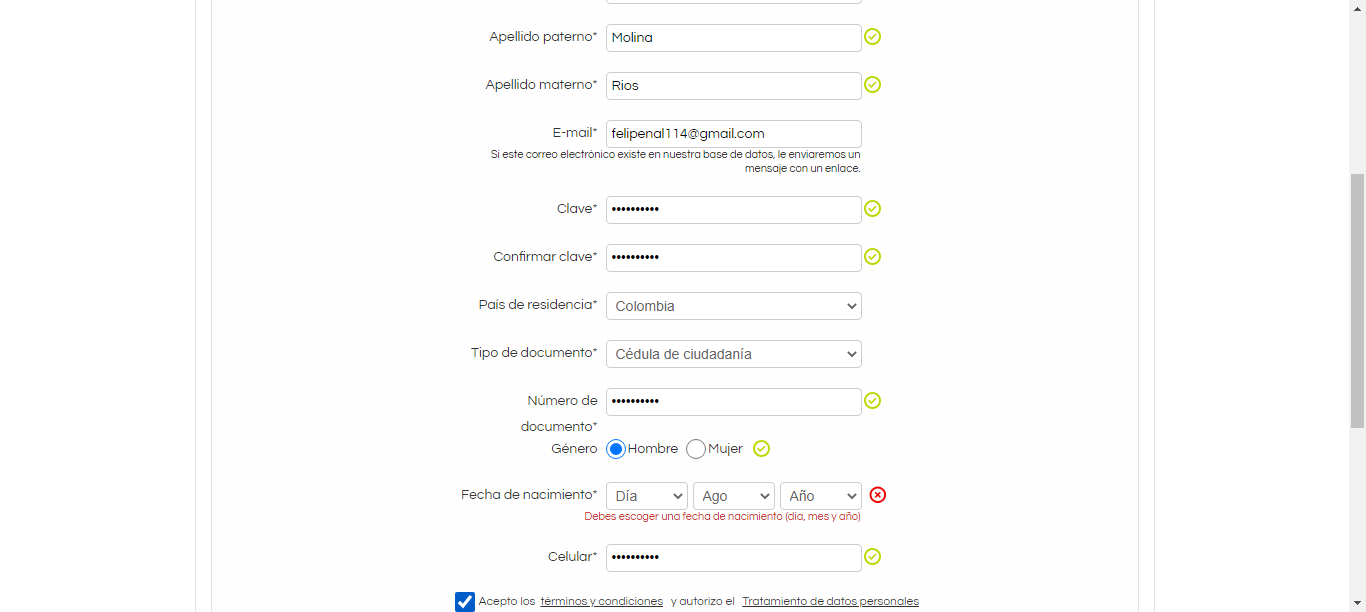 Apellido paterno* Molina
Apellido materno* Rios
E-mail* felipenal114@gmail.com
Si este correo electrónico existe en nuestra base de datos, le enviaremos un
mensaje con un enlace.
Clave* ••••••••••
Confirmar clave* ••••••••••
País de residencia* Colombia
Tipo de documento* Cédula de ciudadanía
Número de ••••••••••
documento*
Género Hombre Mujer
Fecha de nacimiento* Día Ago Año
Debes escoger una fecha de nacimiento (día, mes y año)
Celular* ••••••••••
Acepto los términos y condiciones y autorizo el Tratamiento de datos personales